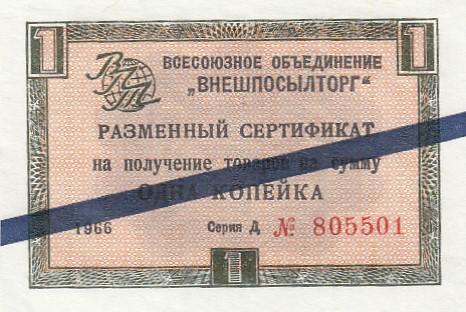 1 1
ВПТ
ВСЕСОЮЗНОЕ ОБЪЕДИНЕНИЕ
„ВНЕШПОСЫЛТОРГ“
РАЗМЕННЫЙ СЕРТИФИКАТ
на получение товаров на сумму
ОДНА КОПЕЙКА
1966 Серия Д № 805501
1